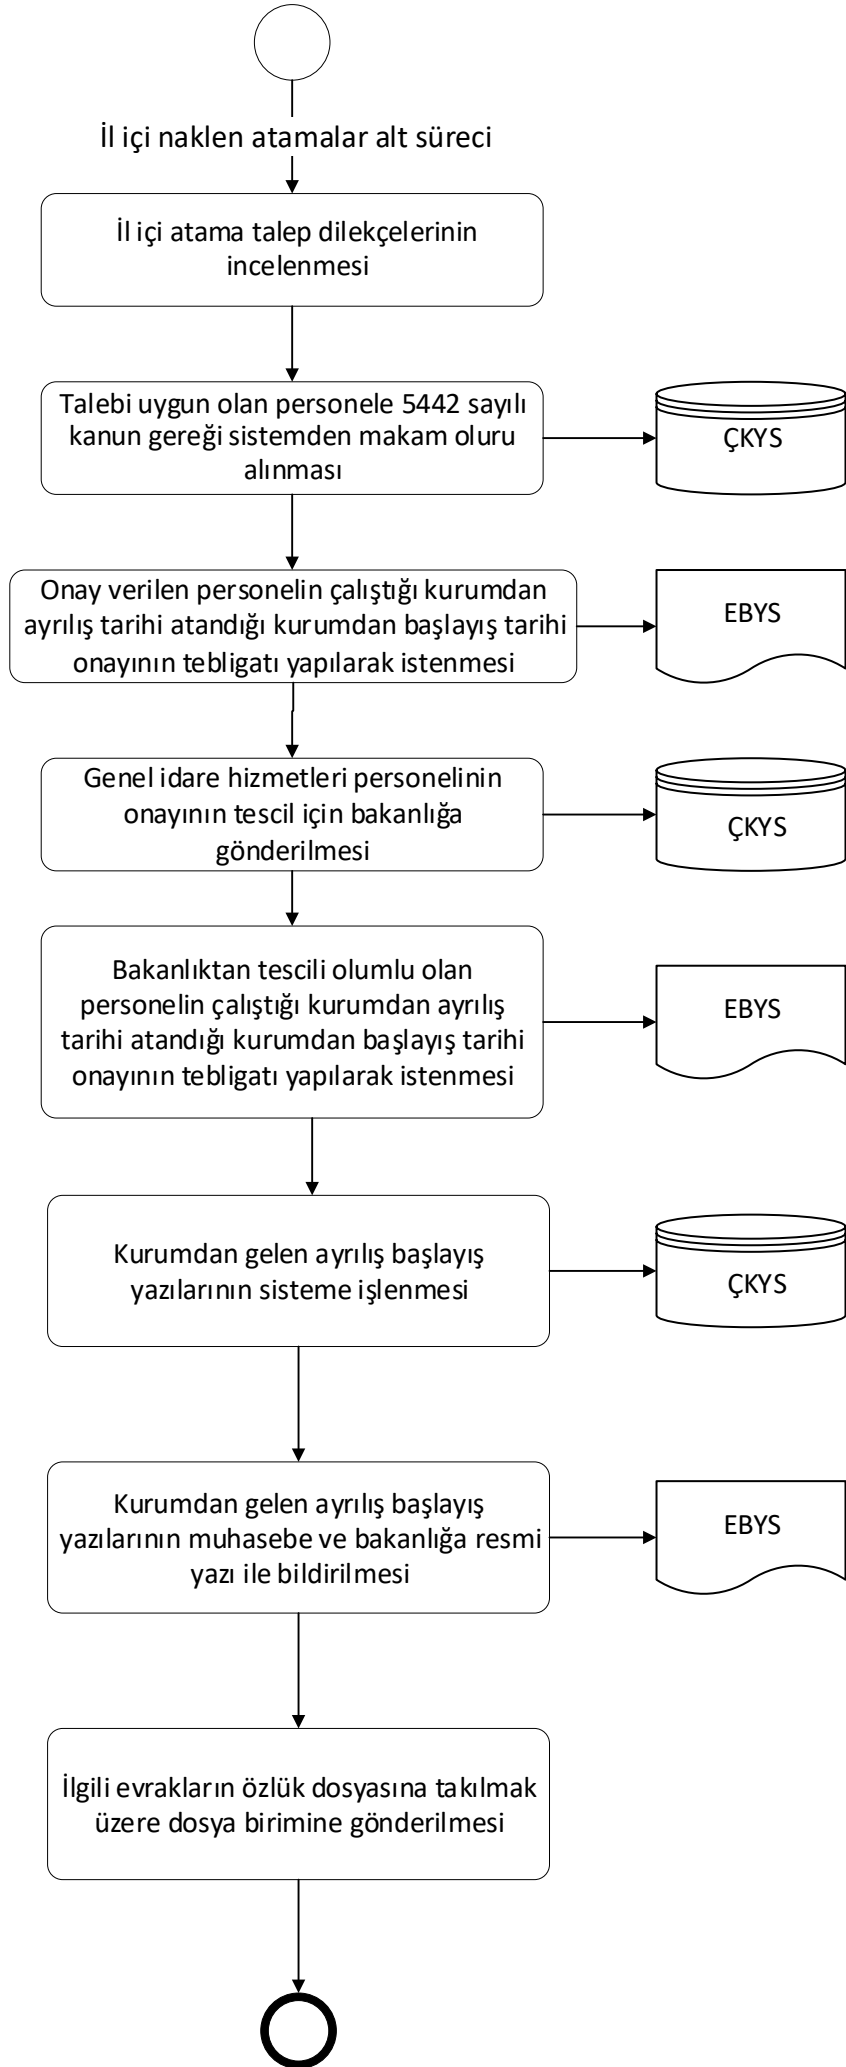 İl içi naklen atamalar alt süreci
İl içi atama talep dilekçelerinin
incelenmesi
Talebi uygun olan personele 5442 sayılı
kanun gereği sistemden makam oluru
alınması
ÇKYS
Onay verilen personelin çalıştığı kurumdan
ayrılış tarihi atandığı kurumdan başlayış tarihi
onayının tebligatı yapılarak istenmesi
EBYS
Genel idare hizmetleri personelinin
onayının tescil için bakanlığa
gönderilmesi
ÇKYS
Bakanlıktan tescili olumlu olan
personelin çalıştığı kurumdan ayrılış
tarihi atandığı kurumdan başlayış tarihi
onayının tebligatı yapılarak istenmesi
EBYS
Kurumdan gelen ayrılış başlayış
yazılarının sisteme işlenmesi
ÇKYS
Kurumdan gelen ayrılış başlayış
yazılarının muhasebe ve bakanlığa resmi
yazı ile bildirilmesi
EBYS
İlgili evrakların özlük dosyasına takılmak
üzere dosya birimine gönderilmesi